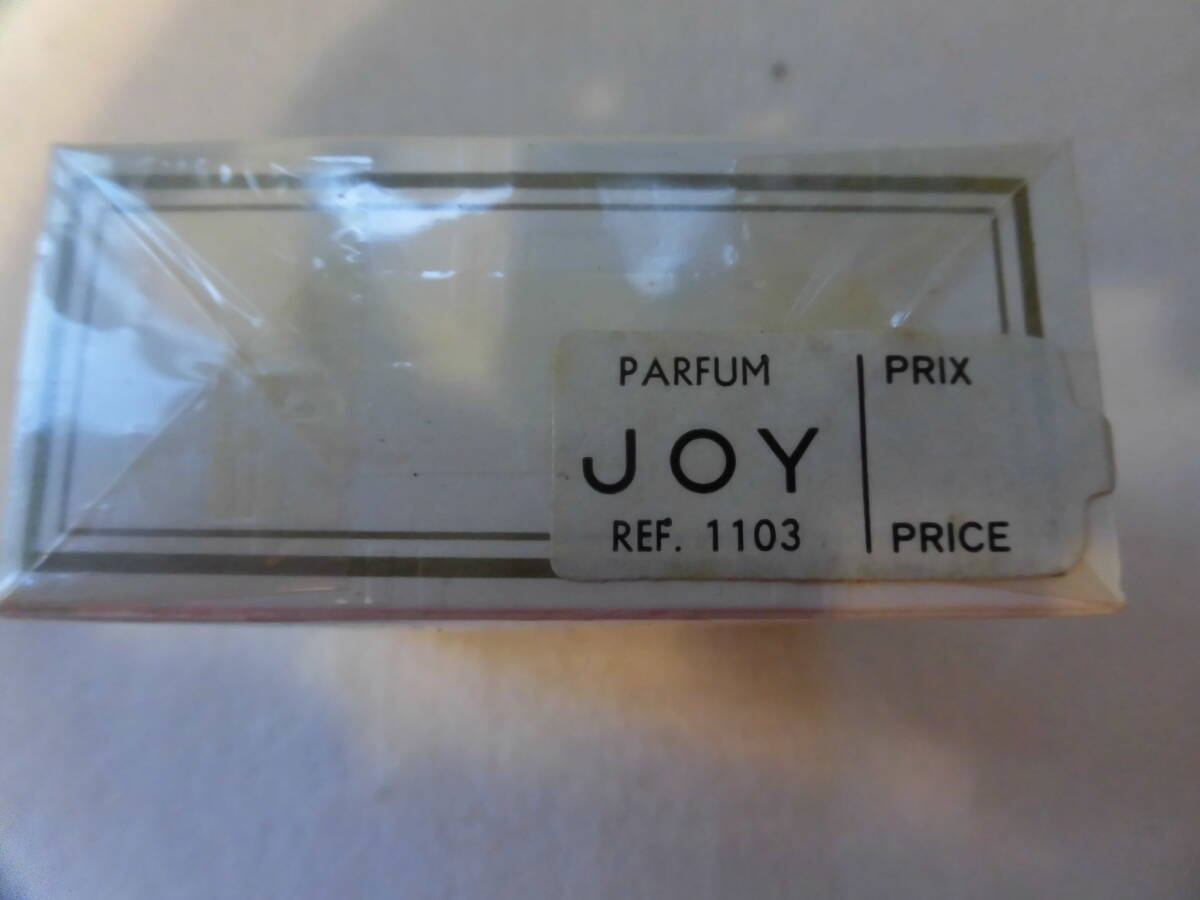 PARFUM
JOY
REF. 1103
PRIX
PRICE